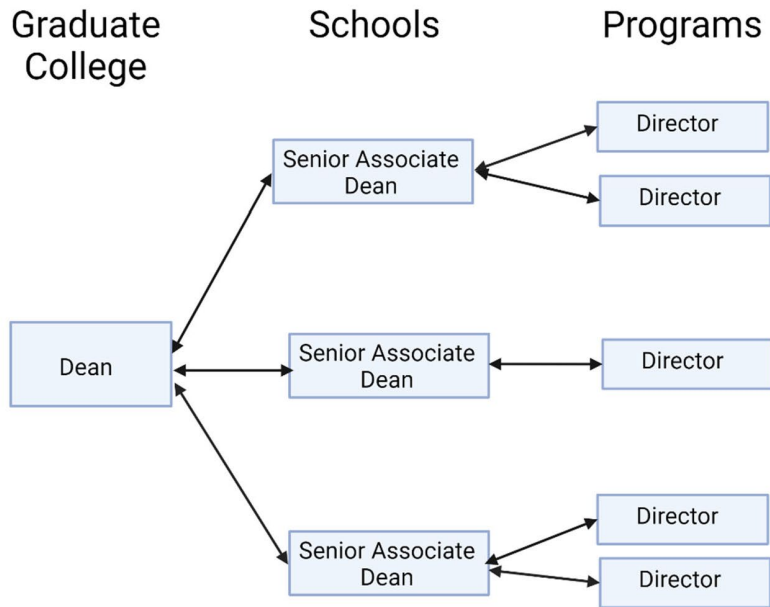 Graduate
College
Schools
Programs
Director
Senior Associate
Dean
Director
Dean
Senior Associate
Dean
Director
Director
Senior Associate
Dean
Director